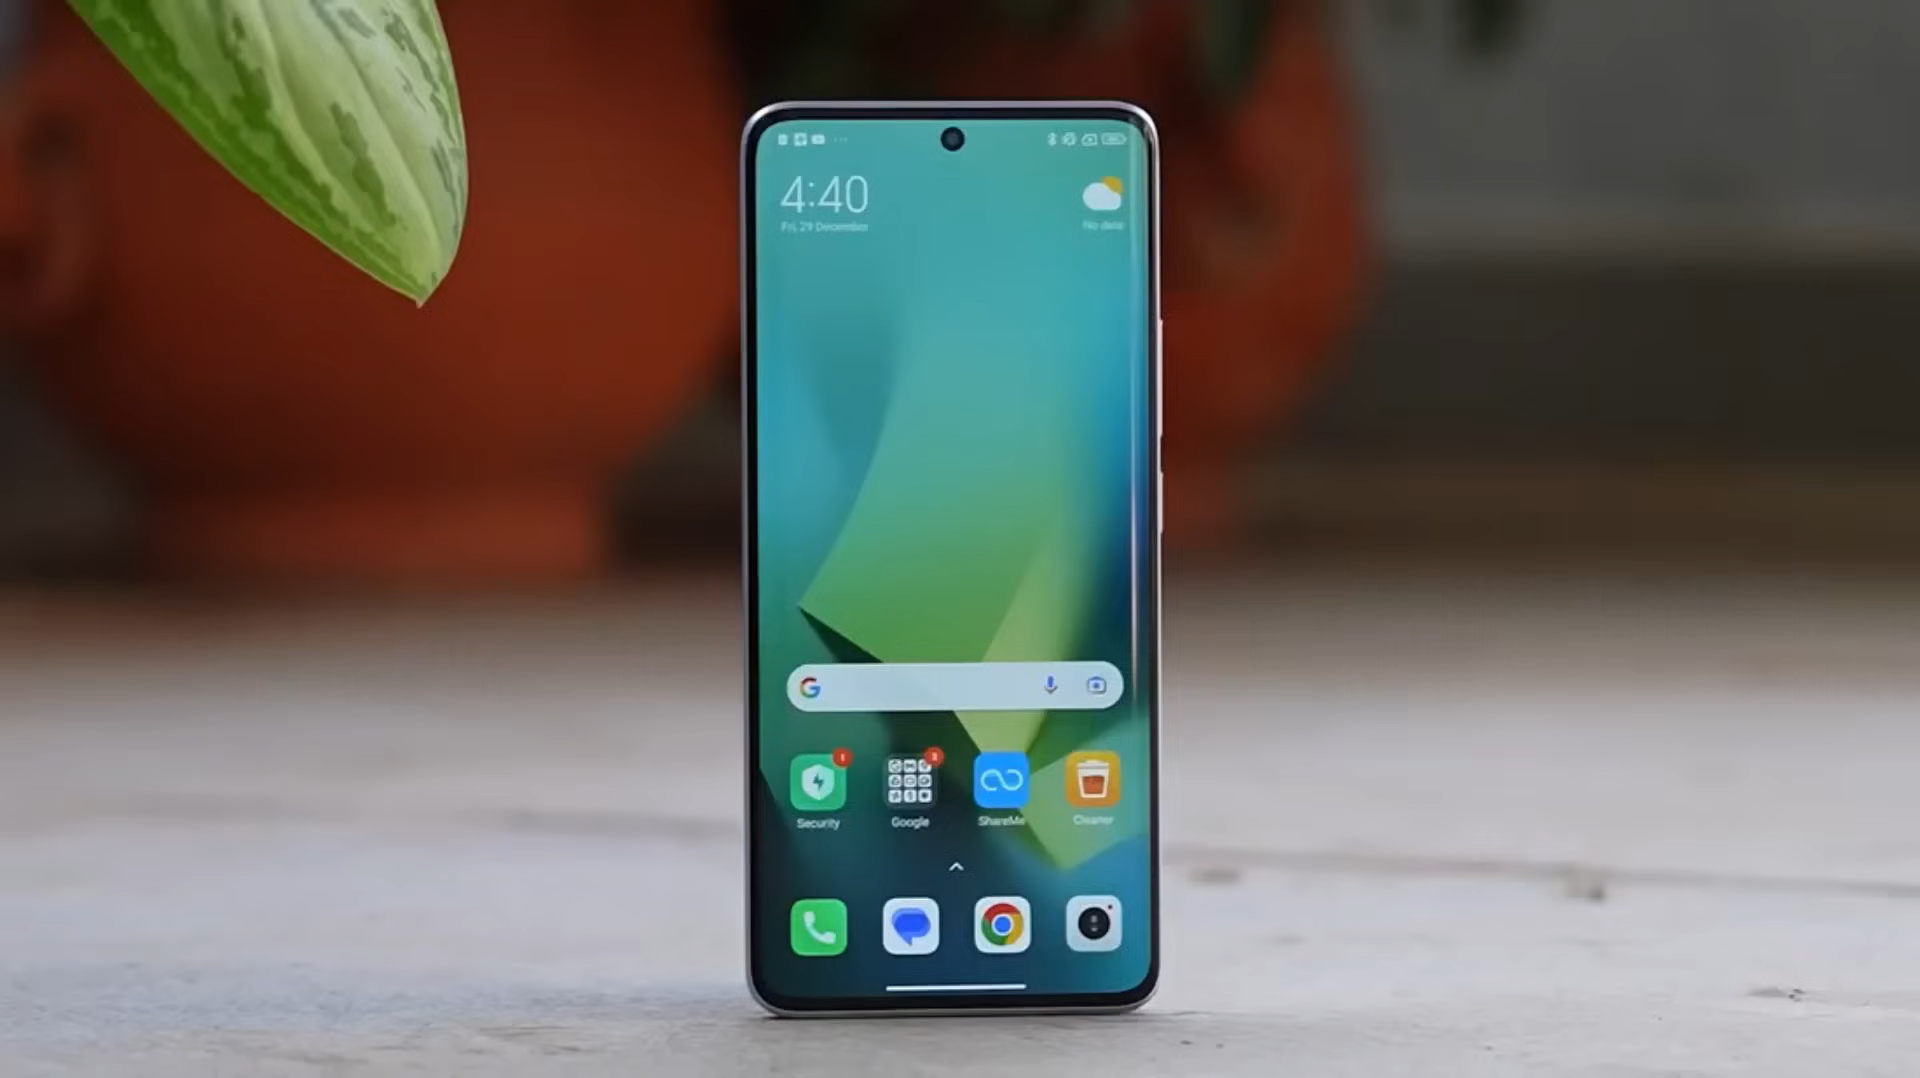 4:40
Fri, 29 December
No data
Security
Google
ShareMe
Cleaner